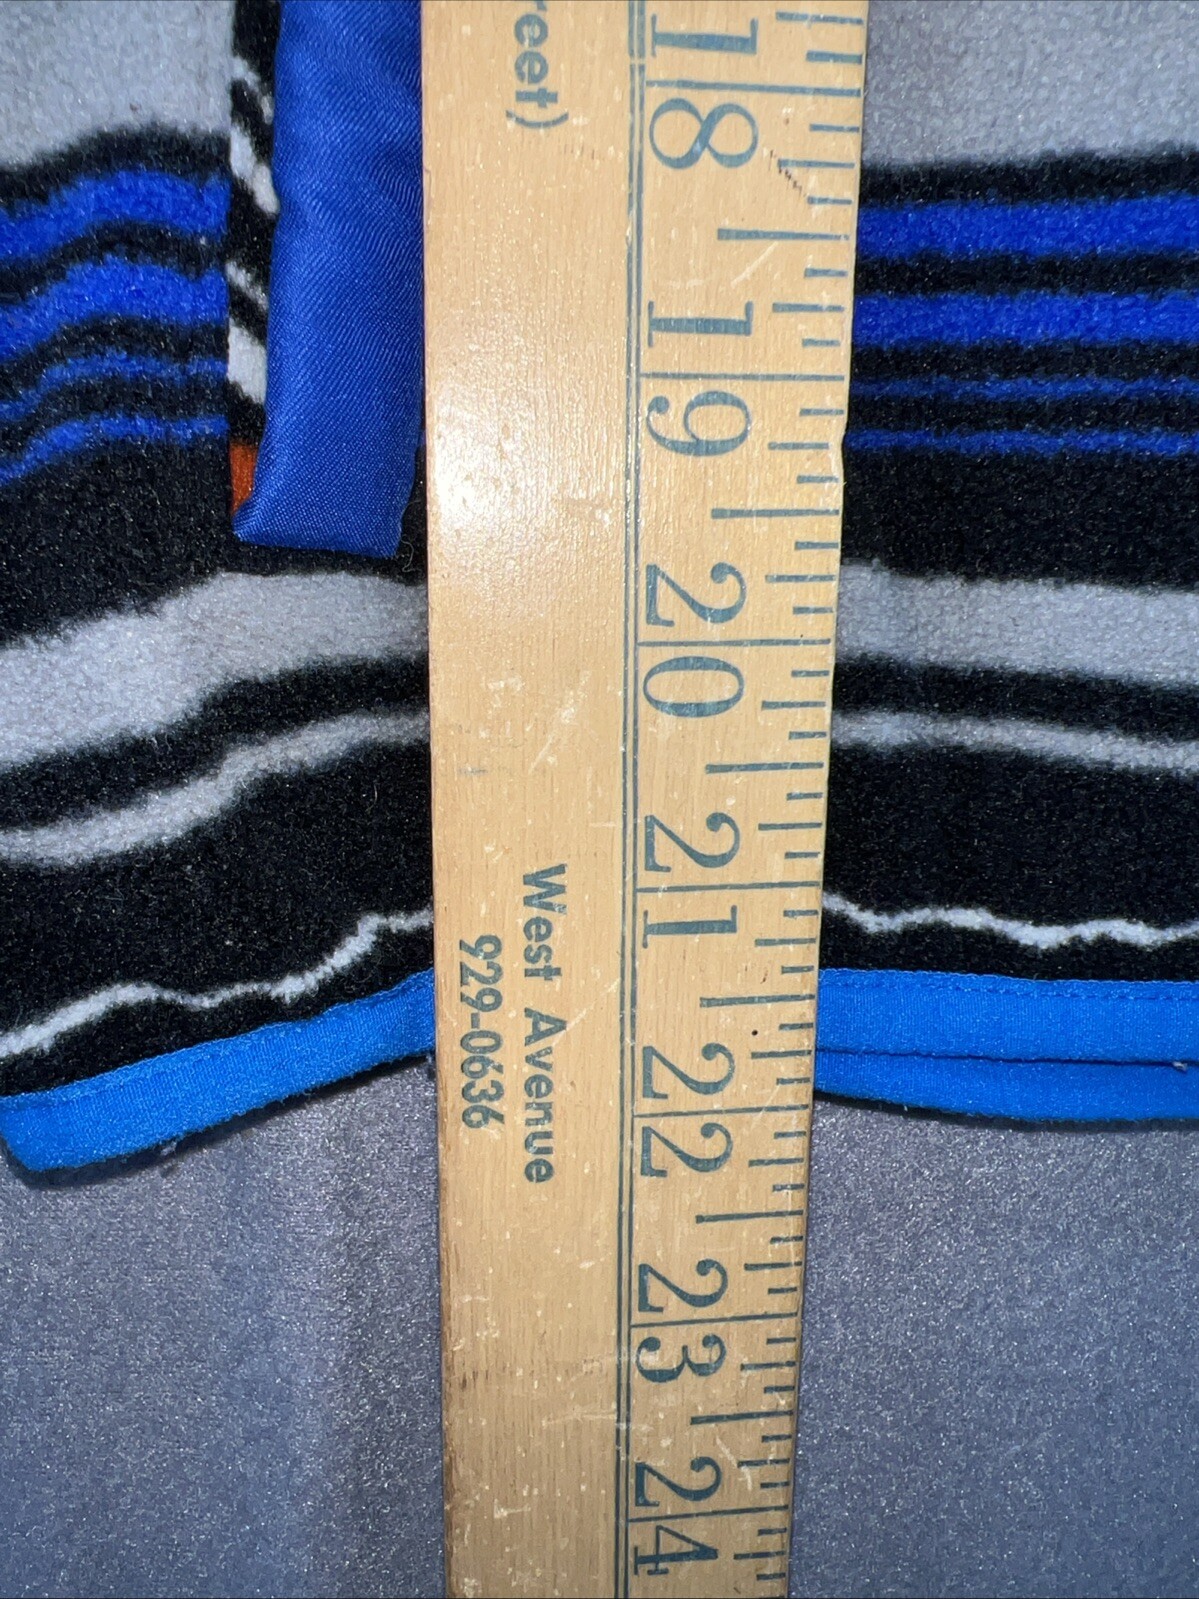 reet)
West Avenue
929-0636
18 19 20 21 22 23 24